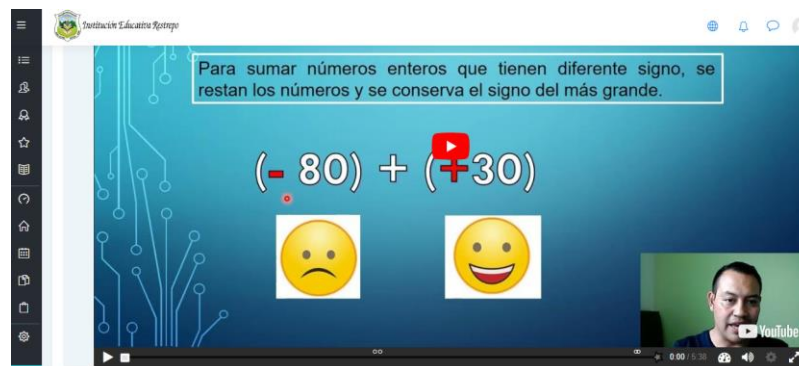 Institución Educativa Restrepo
Para sumar números enteros que tienen diferente signo, se
restan los números y se conserva el signo del más grande.
(- 80) + (+30)
YouTube
0:00 / 5:38